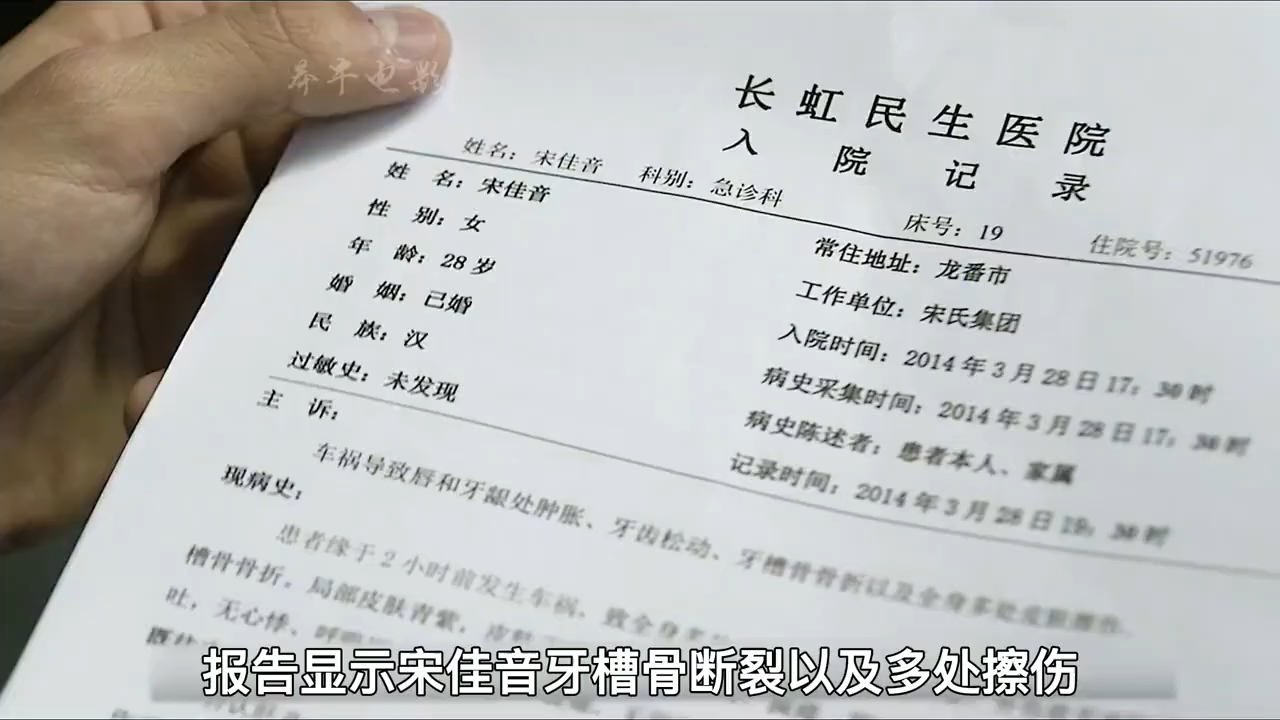 莽平电影
长虹民生医院
入院记录
姓名：宋佳音 科别：急诊科 床号：19 住院号：51976
姓 名：宋佳音
性 别：女
年 龄：28岁
婚 姻：已婚
民 族：汉
过敏史：未发现
常住地址：龙番市
工作单位：宋氏集团
入院时间：2014年3月28日17：30时
病史采集时间：2014年3月28日17：30时
病史陈述者：患者本人、家属
记录时间：2014年3月28日19：30时
主 诉：
车祸导致唇和牙龈处肿胀、牙齿松动、牙槽骨骨折以及全身多处皮肤擦伤。
现病史：
患者缘于2小时前发生车祸，致全身多
槽骨骨折。局部皮肤青紫，皮
吐，无心悸、呼
报告显示宋佳音牙槽骨断裂以及多处擦伤